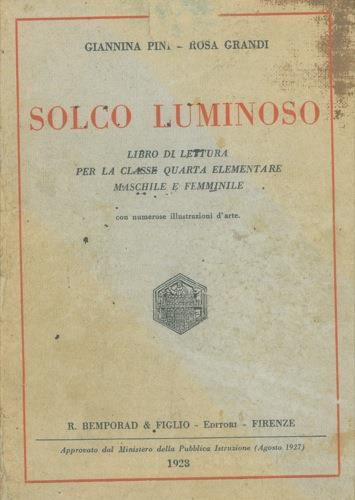 GIANNINA PINI - ROSA GRANDI
SOLCO LUMINOSO
LIBRO DI LETTURA
PER LA CLASSE QUARTA ELEMENTARE
MASCHILE E FEMMINILE
con numerose illustrazioni d'arte.
R. BEMPORAD & FIGLIO - EDITORI - FIRENZE
Approvato dal Ministero della Pubblica Istruzione (Agosto 1927)
1928